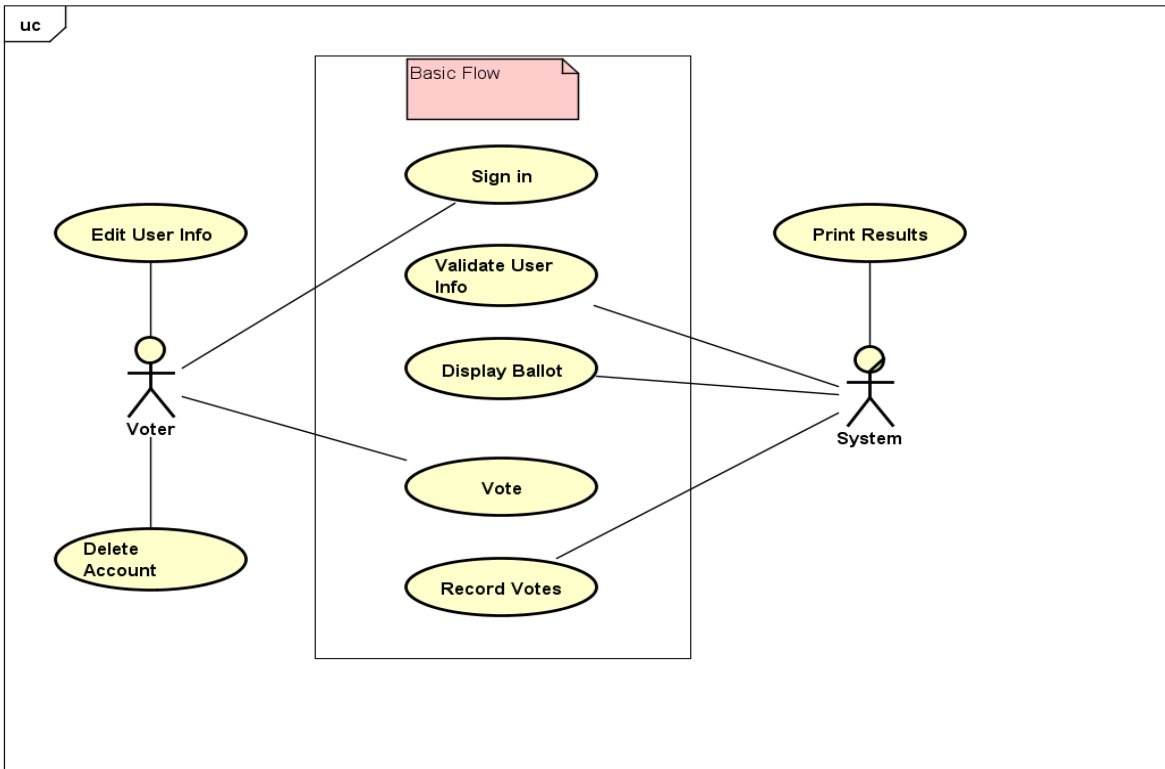 uc
Basic Flow
Sign in
Edit User Info
Print Results
Validate User
Info
Display Ballot
Voter
System
Vote
Delete
Account
Record Votes